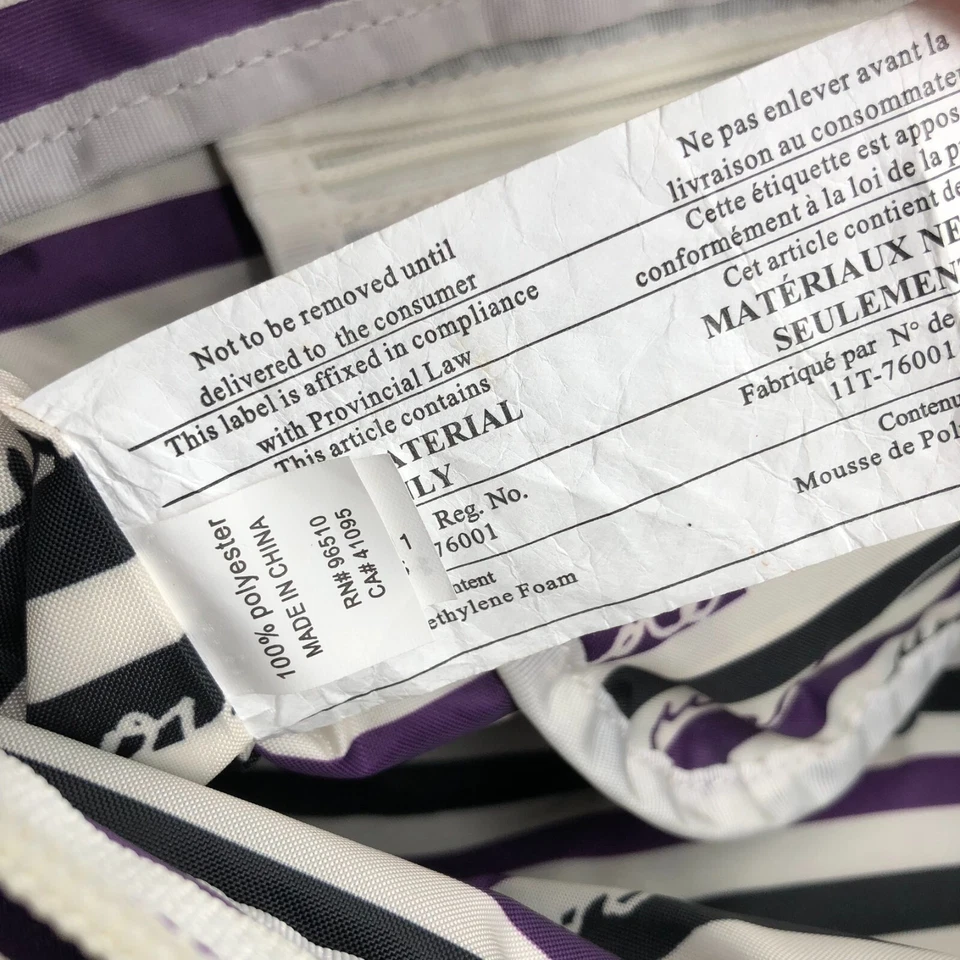 Not to be removed until
delivered to the consumer
This label is affixed in compliance
with Provincial Law
This article contains
ATERIAL
LY
Reg. No.
76001
ntent
ethylene Foam
Ne pas enlever avant la
livraison au consommate
Cette étiquette est appos
conformément à la loi de la p
Cet article contient de
MATÉRIAUX NE
SEULEMEN
Fabriqué par N° de
11T-76001
Contenu
Mousse de Pol
100% polyester
MADE IN CHINA
RN# 96510
CA# 41095
1